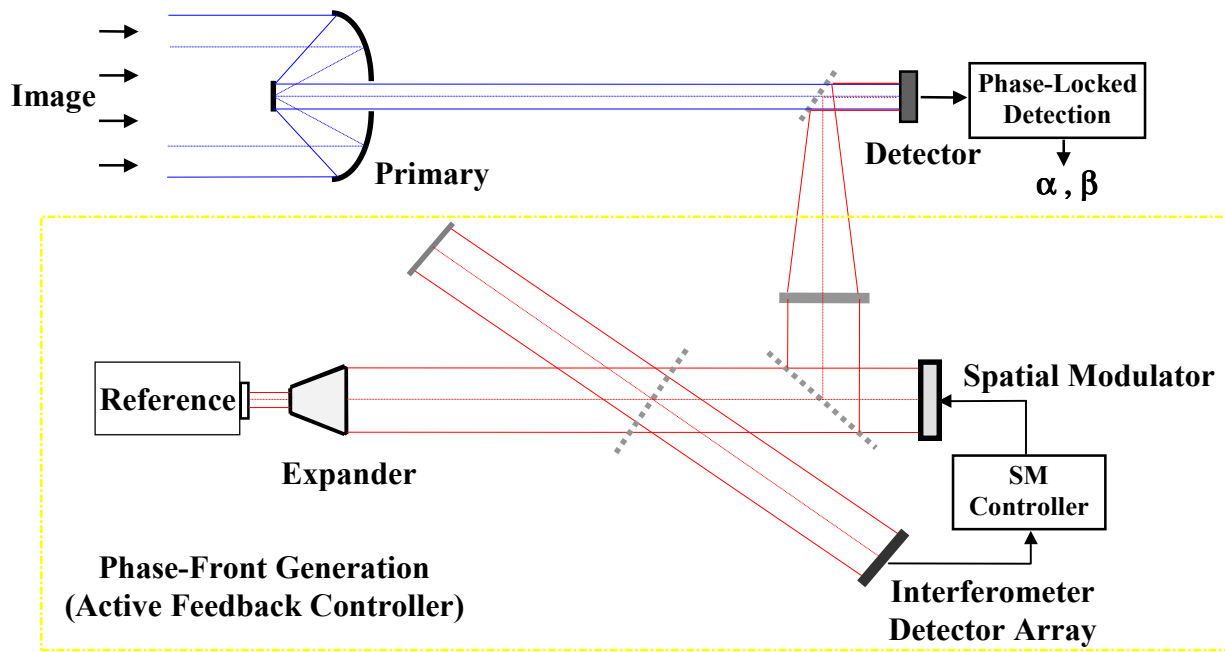 Image
Primary
Detector
Phase-Locked
Detection
α , β
Reference
Expander
Spatial Modulator
SM
Controller
Phase-Front Generation
(Active Feedback Controller)
Interferometer
Detector Array